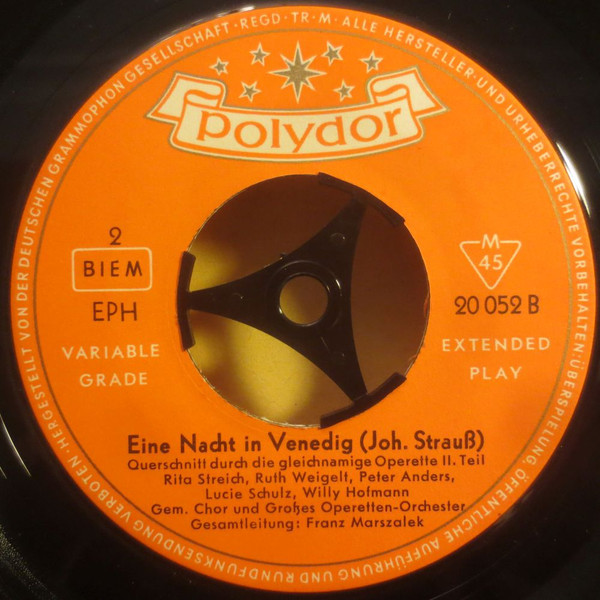 HERGESTELLT VON DER DEUTSCHEN GRAMMOPHON GESELLSCHAFT · REGD · TR · M · ALLE HERSTELLER- UND URHEBERRECHTE VORBEHALTEN: ÜBERSPIELUNG, ÖFFENTLICHE AUFFÜHRUNG UND RUNDFUNKSENDUNG VERBOTEN ·
Polydor
2
BIEM
EPH
VARIABLE
GRADE
M
45
20 052 B
EXTENDED
PLAY
Eine Nacht in Venedig (Joh. Strauß)
Querschnitt durch die gleichnamige Operette II. Teil
Rita Streich, Ruth Weigelt, Peter Anders,
Lucie Schulz, Willy Hofmann
Gem. Chor und Großes Operetten-Orchester
Gesamtleitung: Franz Marszalek